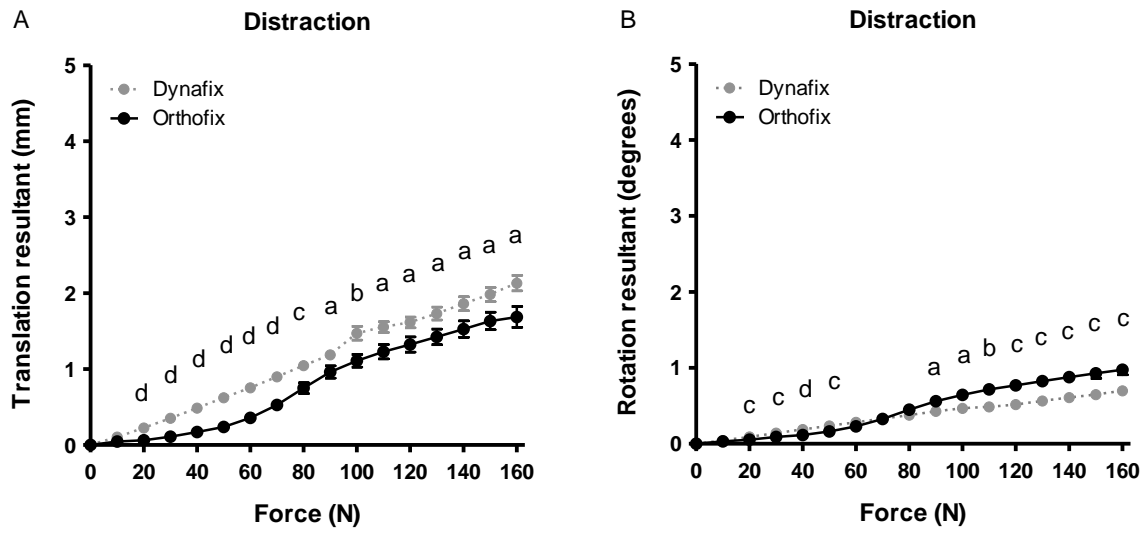 A
Distraction
Translation resultant (mm)
5
4
3
2
1
0
Dynafix
Orthofix
d d d d d d c a b a a a a a a
0 20 40 60 80 100 120 140 160
Force (N)
B
Distraction
Rotation resultant (degrees)
5
4
3
2
1
0
Dynafix
Orthofix
c c d c a a b c c c c c
0 20 40 60 80 100 120 140 160
Force (N)